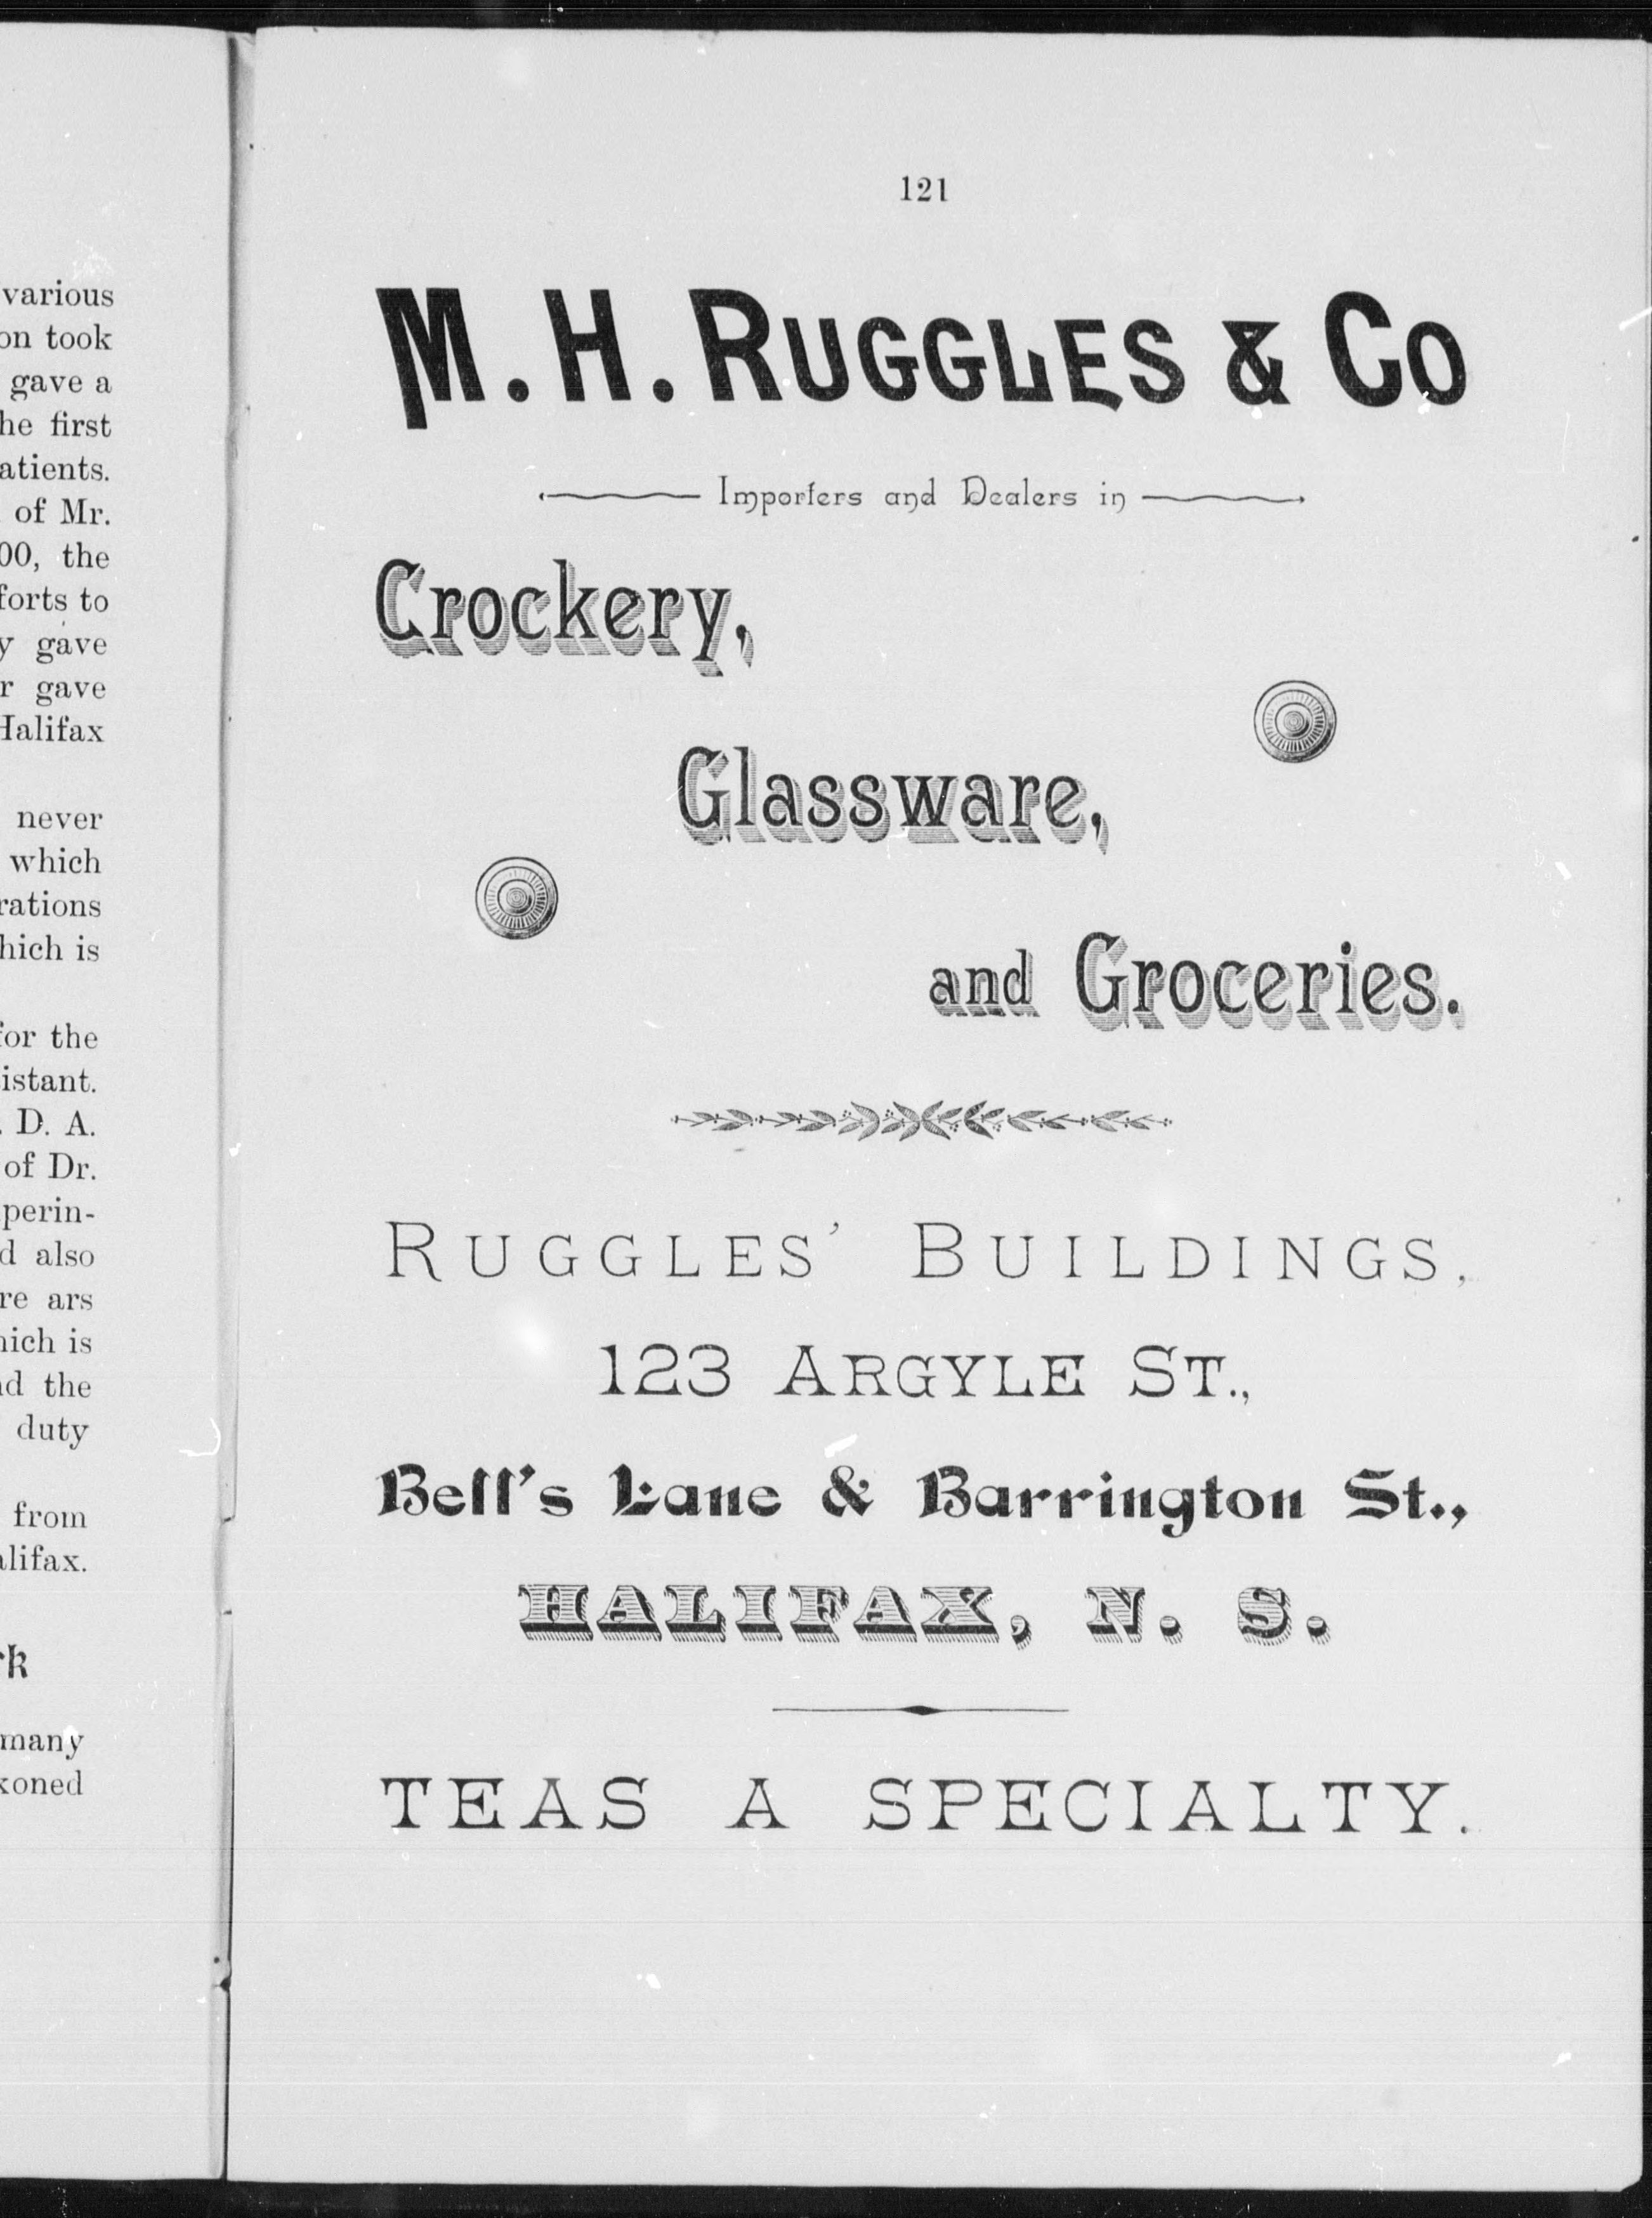 various
on took
gave a
he first
atients.
of Mr.
00, the
forts to
y gave
r gave
Halifax
never
which
rations
hich is
for the
istant.
. D. A.
of Dr.
perin-
d also
re ars
hich is
nd the
duty
from
alifax.
rk
many
koned
121
M. H. RUGGLES & CO
Importers and Dealers in
Crockery,
Glassware,
and Groceries.
RUGGLES' BUILDINGS,
123 ARGYLE ST.,
Bell's Lane & Barrington St.,
HALIFAX, N. S.
TEAS A SPECIALTY.